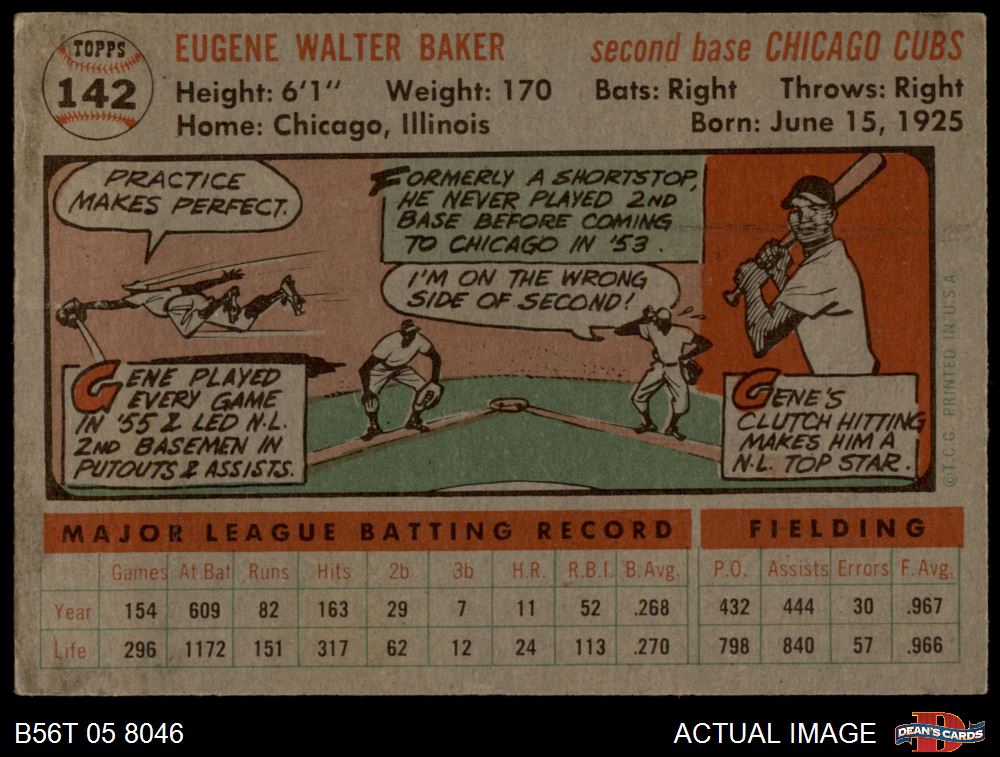 TOPPS
142
EUGENE WALTER BAKER
second base CHICAGO CUBS
Height: 6'1" Weight: 170 Bats: Right Throws: Right
Home: Chicago, Illinois Born: June 15, 1925
PRACTICE
MAKES PERFECT.
FORMERLY A SHORTSTOP,
HE NEVER PLAYED 2ND
BASE BEFORE COMING
TO CHICAGO IN '53.
I'M ON THE WRONG
SIDE OF SECOND!
GENE PLAYED
EVERY GAME
IN '55 & LED N.L.
2ND BASEMEN IN
PUTOUTS & ASSISTS.
GENE'S
CLUTCH HITTING
MAKES HIM A
N.L. TOP STAR.
©T.C.G. PRINTED IN U.S.A.
MAJOR LEAGUE BATTING RECORD FIELDING
Games At Bat Runs Hits 2b 3b H.R. R.B.I. B.Avg. P.O. Assists Errors F.Avg.
Year 154 609 82 163 29 7 11 52 .268 432 444 30 .967
Life 296 1172 151 317 62 12 24 113 .270 798 840 57 .966
B56T 05 8046 ACTUAL IMAGE
D
DEAN'S CARDS